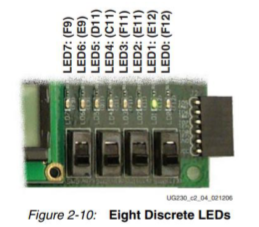 LED7: (F9)
LED6: (E9)
LED5: (D11)
LED4: (C11)
LED3: (F11)
LED2: (E11)
LED1: (E12)
LED0: (F12)
UG230_c2_04_021206
Figure 2-10: Eight Discrete LEDs